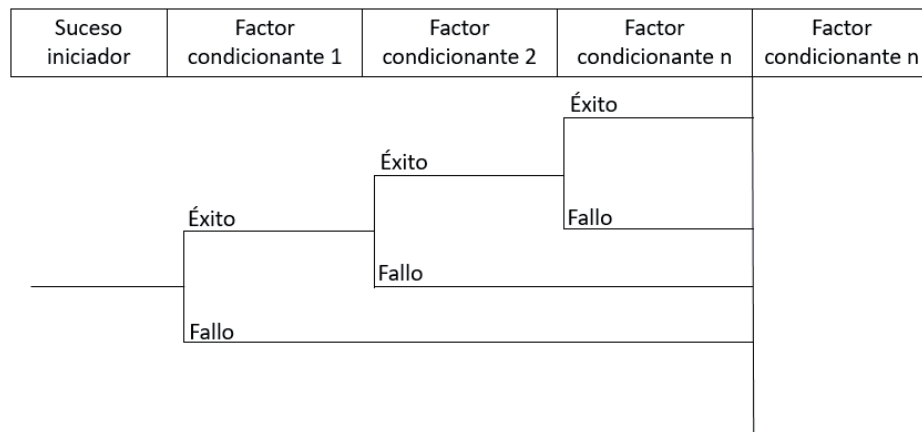 Suceso
iniciador
Factor
condicionante 1
Factor
condicionante 2
Factor
condicionante n
Factor
condicionante n
Éxito
Éxito
Éxito
Fallo
Fallo
Fallo